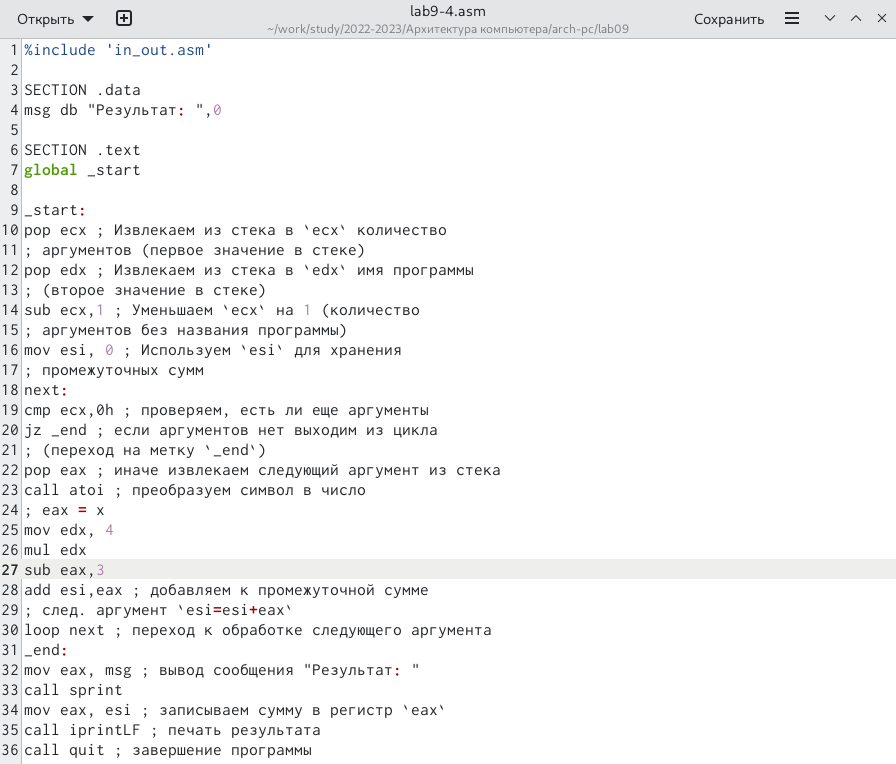 Открыть
lab9-4.asm
~/work/study/2022-2023/Архитектура компьютера/arch-pc/lab09
Сохранить
1 %include 'in_out.asm'
2
3 SECTION .data
4 msg db "Результат: ",0
5
6 SECTION .text
7 global _start
8
9 _start:
10 pop ecx ; Извлекаем из стека в `ecx` количество
11 ; аргументов (первое значение в стеке)
12 pop edx ; Извлекаем из стека в `edx` имя программы
13 ; (второе значение в стеке)
14 sub ecx,1 ; Уменьшаем `ecx` на 1 (количество
15 ; аргументов без названия программы)
16 mov esi, 0 ; Используем `esi` для хранения
17 ; промежуточных сумм
18 next:
19 cmp ecx,0h ; проверяем, есть ли еще аргументы
20 jz _end ; если аргументов нет выходим из цикла
21 ; (переход на метку `_end`)
22 pop eax ; иначе извлекаем следующий аргумент из стека
23 call atoi ; преобразуем символ в число
24 ; eax = x
25 mov edx, 4
26 mul edx
27 sub eax,3
28 add esi,eax ; добавляем к промежуточной сумме
29 ; след. аргумент `esi=esi+eax`
30 loop next ; переход к обработке следующего аргумента
31 _end:
32 mov eax, msg ; вывод сообщения "Результат: "
33 call sprint
34 mov eax, esi ; записываем сумму в регистр `eax`
35 call iprintLF ; печать результата
36 call quit ; завершение программы